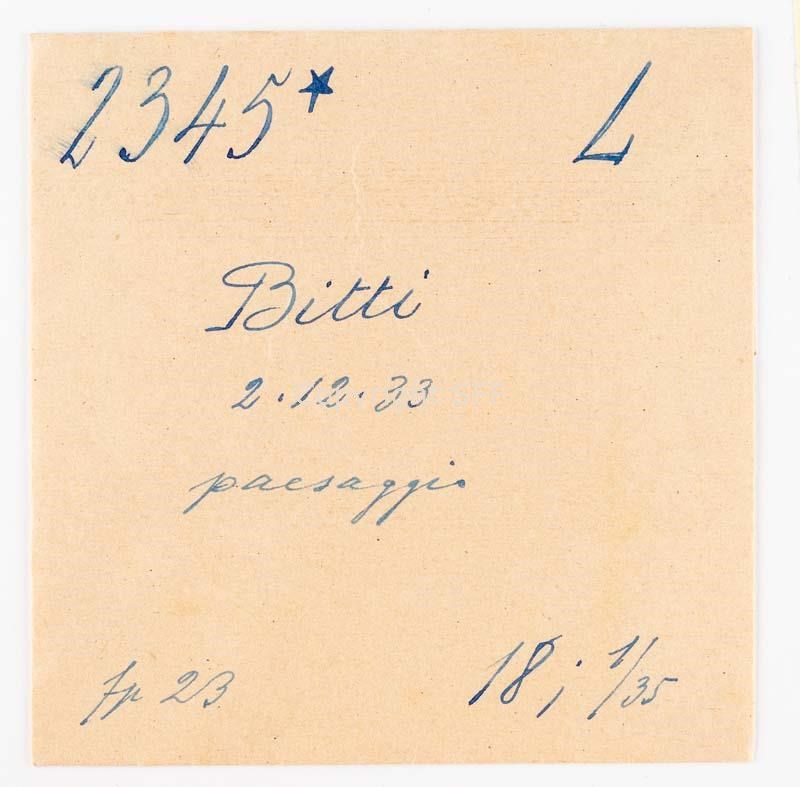 2345* L
Bitti
2.12.33
paesaggio
fp 23 18; 1/35